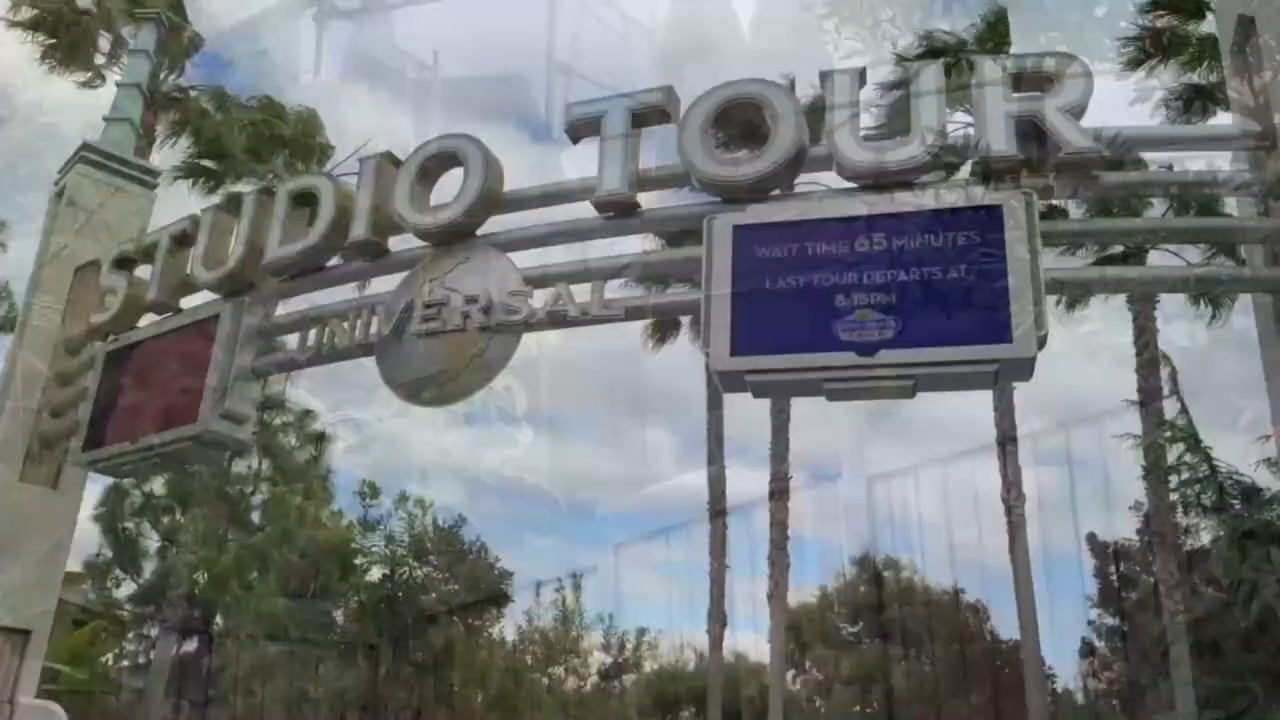 STUDIO TOUR
UNIVERSAL
WAIT TIME 65 MINUTES
LAST TOUR DEPARTS AT
8:15PM